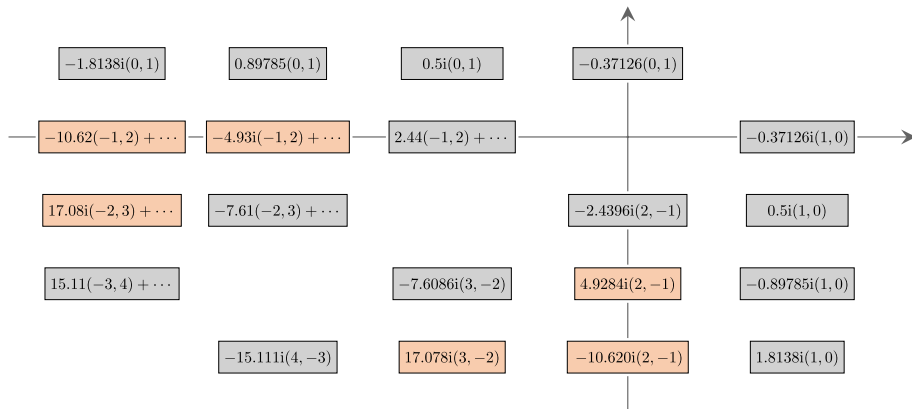 −1.8138i(0, 1) 0.89785(0, 1) 0.5i(0, 1) −0.37126(0, 1)
−10.62(−1, 2) + ··· −4.93i(−1, 2) + ··· 2.44(−1, 2) + ··· −0.37126i(1, 0)
17.08i(−2, 3) + ··· −7.61(−2, 3) + ··· −2.4396i(2, −1) 0.5i(1, 0)
15.11(−3, 4) + ··· −7.6086i(3, −2) 4.9284i(2, −1) −0.89785i(1, 0)
−15.111i(4, −3) 17.078i(3, −2) −10.620i(2, −1) 1.8138i(1, 0)